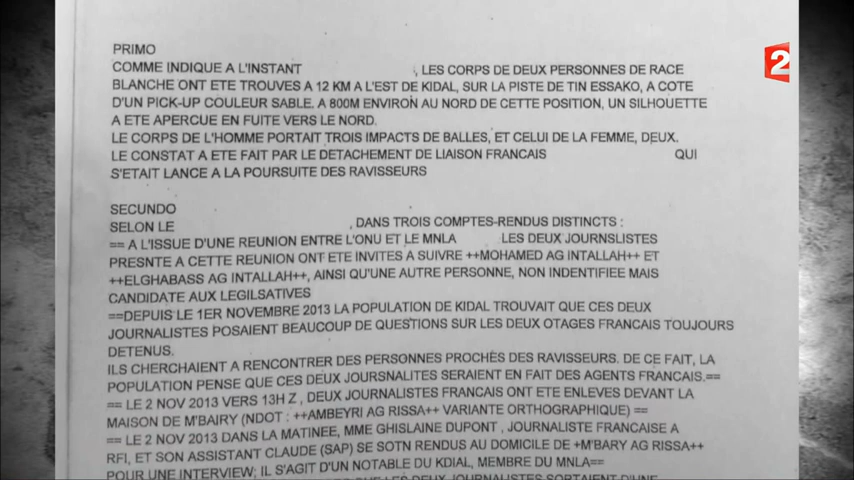 2
PRIMO
COMME INDIQUE A L'INSTANT , LES CORPS DE DEUX PERSONNES DE RACE
BLANCHE ONT ETE TROUVES A 12 KM A L'EST DE KIDAL, SUR LA PISTE DE TIN ESSAKO, A COTE
D'UN PICK-UP COULEUR SABLE. A 800M ENVIRON AU NORD DE CETTE POSITION, UN SILHOUETTE
A ETE APERCUE EN FUITE VERS LE NORD.
LE CORPS DE L'HOMME PORTAIT TROIS IMPACTS DE BALLES, ET CELUI DE LA FEMME, DEUX.
LE CONSTAT A ETE FAIT PAR LE DETACHEMENT DE LIAISON FRANCAIS QUI
S'ETAIT LANCE A LA POURSUITE DES RAVISSEURS
SECUNDO
SELON LE , DANS TROIS COMPTES-RENDUS DISTINCTS :
== A L'ISSUE D'UNE REUNION ENTRE L'ONU ET LE MNLA LES DEUX JOURNSLISTES
PRESNTE A CETTE REUNION ONT ETE INVITES A SUIVRE ++MOHAMED AG INTALLAH++ ET
++ELGHABASS AG INTALLAH++, AINSI QU'UNE AUTRE PERSONNE, NON INDENTIFIEE MAIS
CANDIDATE AUX LEGILSATIVES
==DEPUIS LE 1ER NOVEMBRE 2013 LA POPULATION DE KIDAL TROUVAIT QUE CES DEUX
JOURNALISTES POSAIENT BEAUCOUP DE QUESTIONS SUR LES DEUX OTAGES FRANCAIS TOUJOURS
DETENUS.
ILS CHERCHAIENT A RENCONTRER DES PERSONNES PROCHES DES RAVISSEURS. DE CE FAIT, LA
POPULATION PENSE QUE CES DEUX JOURSNALITES SERAIENT EN FAIT DES AGENTS FRANCAIS.==
== LE 2 NOV 2013 VERS 13H Z , DEUX JOURNALISTES FRANCAIS ONT ETE ENLEVES DEVANT LA
MAISON DE M'BAIRY (NDOT : ++AMBEYRI AG RISSA++ VARIANTE ORTHOGRAPHIQUE) ==
== LE 2 NOV 2013 DANS LA MATINEE, MME GHISLAINE DUPONT , JOURNALISTE FRANCAISE A
RFI, ET SON ASSISTANT CLAUDE (SAP) SE SOTN RENDUS AU DOMICILE DE +M'BARY AG RISSA++
POUR UNE INTERVIEW; IL S'AGIT D'UN NOTABLE DU KDIAL, MEMBRE DU MNLA==
QUE LES DEUX JOURNALISTES SORTAIENT D'UNE